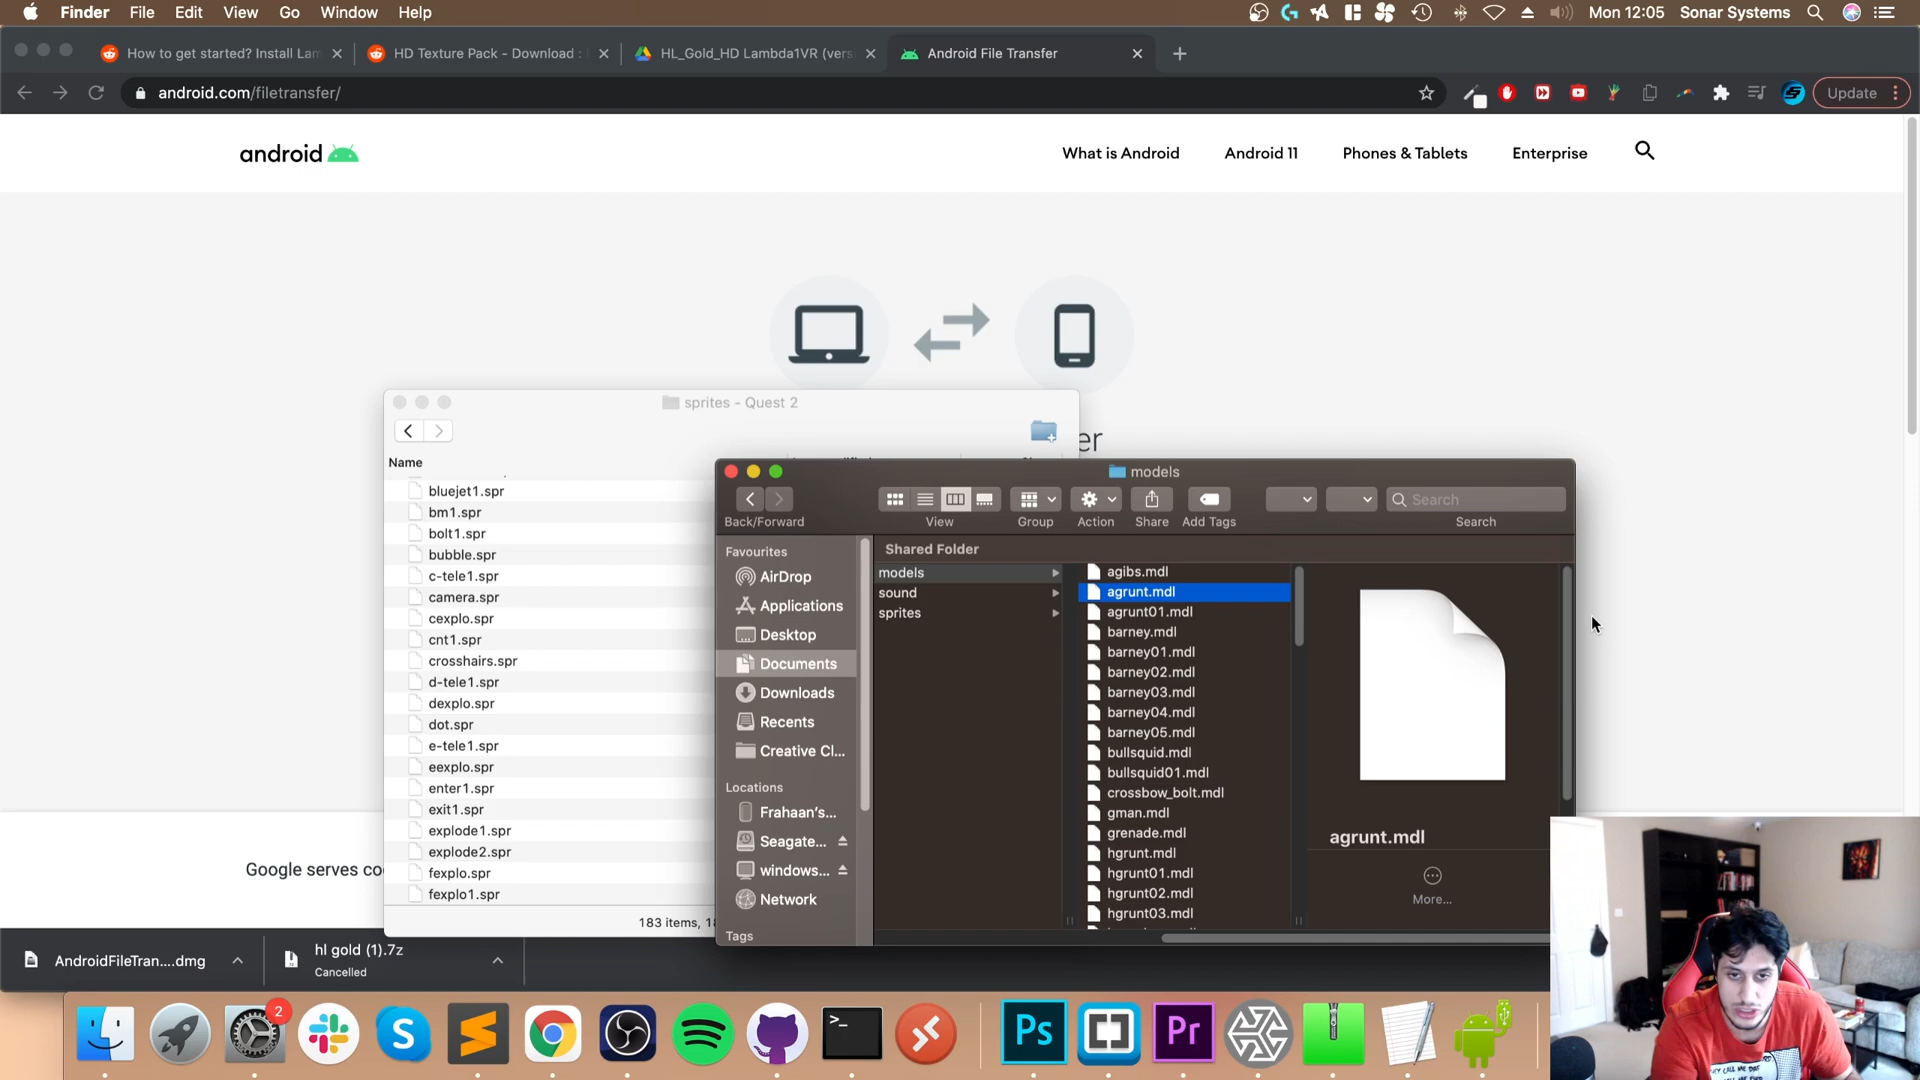 Finder File Edit View Go Window Help Mon 12:05 Sonar Systems
How to get started? Install Lam HD Texture Pack - Download : HL_Gold_HD Lambda1VR (vers Android File Transfer
android.com/filetransfer/ Update
android What is Android Android 11 Phones & Tablets Enterprise
er
sprites - Quest 2
Name
bluejet1.spr
bm1.spr
bolt1.spr
bubble.spr
c-tele1.spr
camera.spr
cexplo.spr
cnt1.spr
crosshairs.spr
d-tele1.spr
dexplo.spr
dot.spr
e-tele1.spr
eexplo.spr
enter1.spr
exit1.spr
explode1.spr
explode2.spr
fexplo.spr
fexplo1.spr
183 items, 1
models
Search
Back/Forward View Group Action Share Add Tags Search
Favourites
AirDrop
Applications
Desktop
Documents
Downloads
Recents
Creative Cl...
Locations
Frahaan's...
Seagate...
windows...
Network
Tags
Shared Folder
models
sound
sprites
agibs.mdl
agrunt.mdl
agrunt01.mdl
barney.mdl
barney01.mdl
barney02.mdl
barney03.mdl
barney04.mdl
barney05.mdl
bullsquid.mdl
bullsquid01.mdl
crossbow_bolt.mdl
gman.mdl
grenade.mdl
hgrunt.mdl
hgrunt01.mdl
hgrunt02.mdl
hgrunt03.mdl
agrunt.mdl
More...
Google serves co
AndroidFileTran....dmg
hl gold (1).7z
Cancelled
2
Ps
Pr